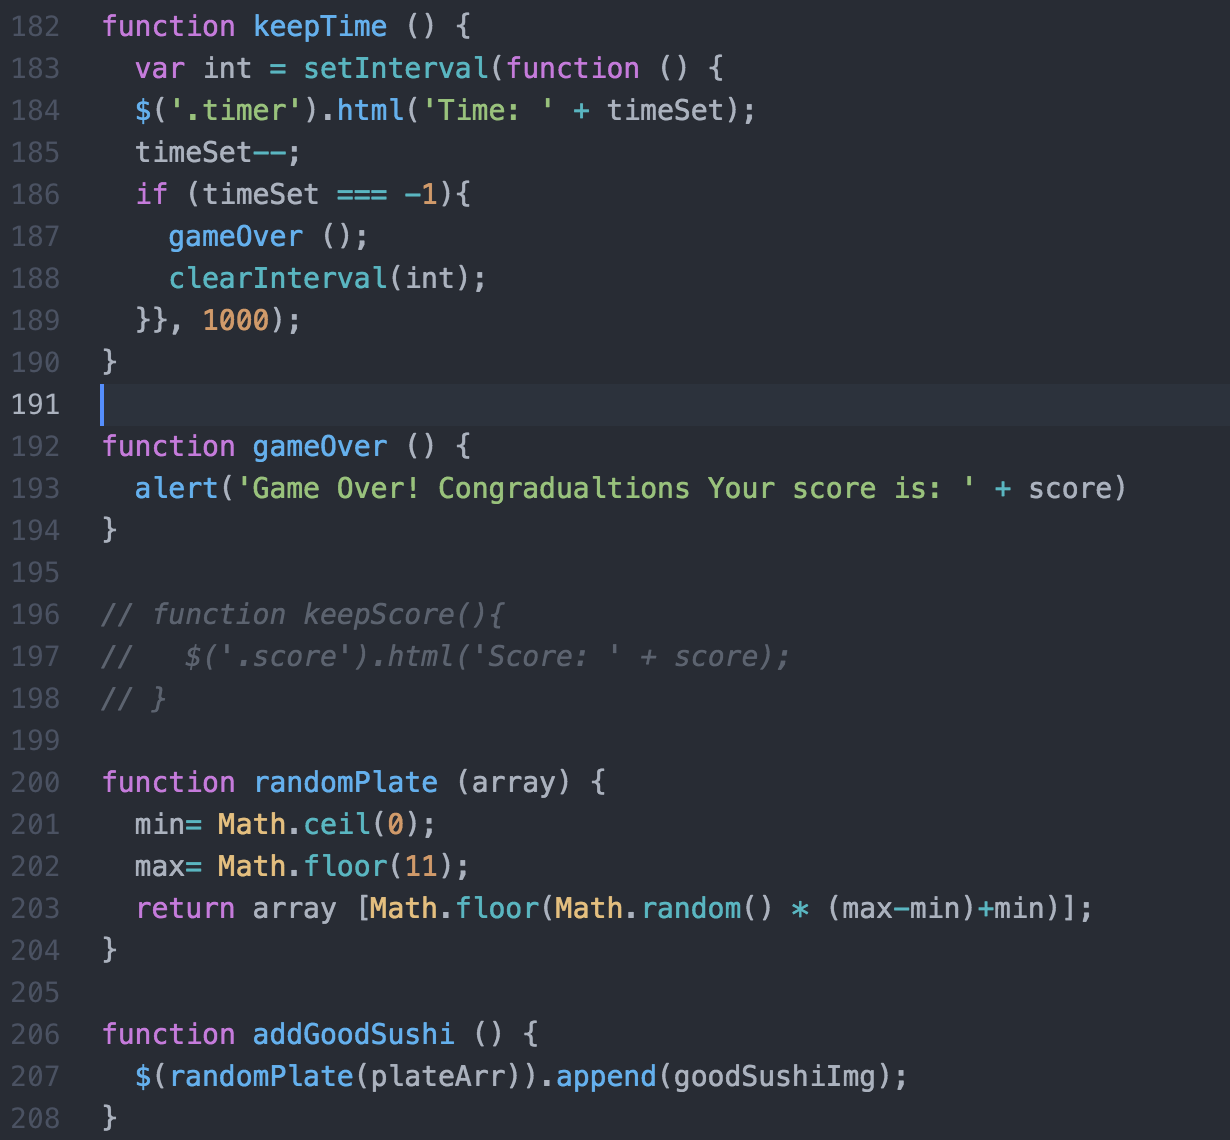 182 function keepTime () {
183   var int = setInterval(function () {
184   $('.timer').html('Time: ' + timeSet);
185   timeSet--;
186   if (timeSet === -1){
187     gameOver ();
188     clearInterval(int);
189   }}, 1000);
190 }
191
192 function gameOver () {
193   alert('Game Over! Congradualtions Your score is: ' + score)
194 }
195
196 // function keepScore(){
197 //   $('.score').html('Score: ' + score);
198 // }
199
200 function randomPlate (array) {
201   min= Math.ceil(0);
202   max= Math.floor(11);
203   return array [Math.floor(Math.random() * (max-min)+min)];
204 }
205
206 function addGoodSushi () {
207   $(randomPlate(plateArr)).append(goodSushiImg);
208 }